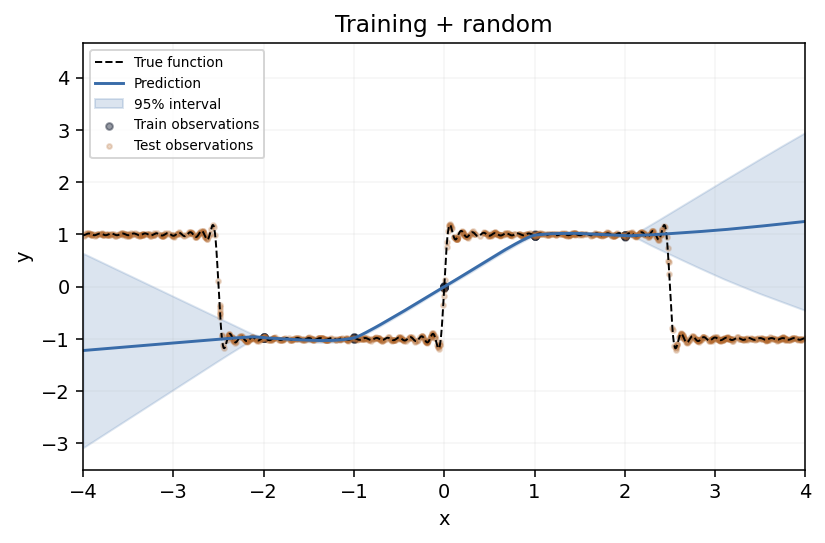 Training + random
4
3
2
1
0
−1
−2
−3
y
True function
Prediction
95% interval
Train observations
Test observations
−4
−3
−2
−1
0
1
2
3
4
x